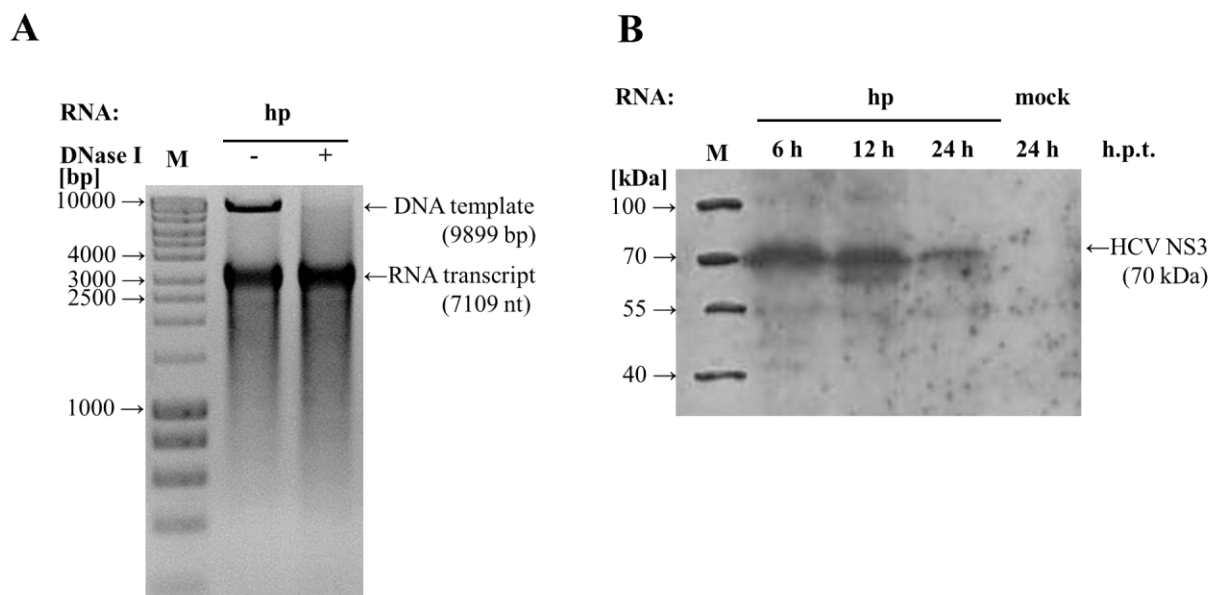 A
RNA: hp
DNase I M - +
[bp]
10000 →
← DNA template
(9899 bp)
4000 →
3000 →
←RNA transcript
2500 →
(7109 nt)
1000 →
B
RNA: hp mock
M 6 h 12 h 24 h 24 h h.p.t.
[kDa]
100 →
←HCV NS3
70 →
(70 kDa)
55 →
40 →